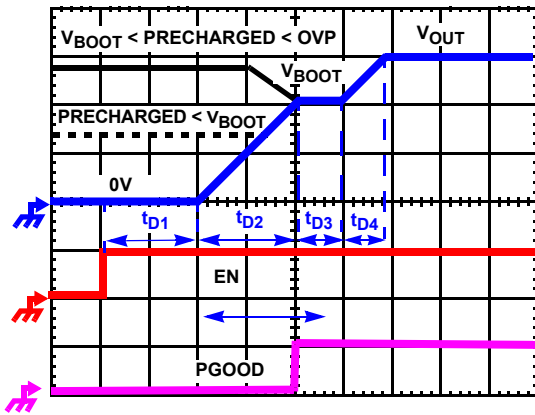 VBOOT < PRECHARGED < OVP
VOUT
VBOOT
PRECHARGED < VBOOT
0V
tD1
tD2
tD3
tD4
EN
PGOOD